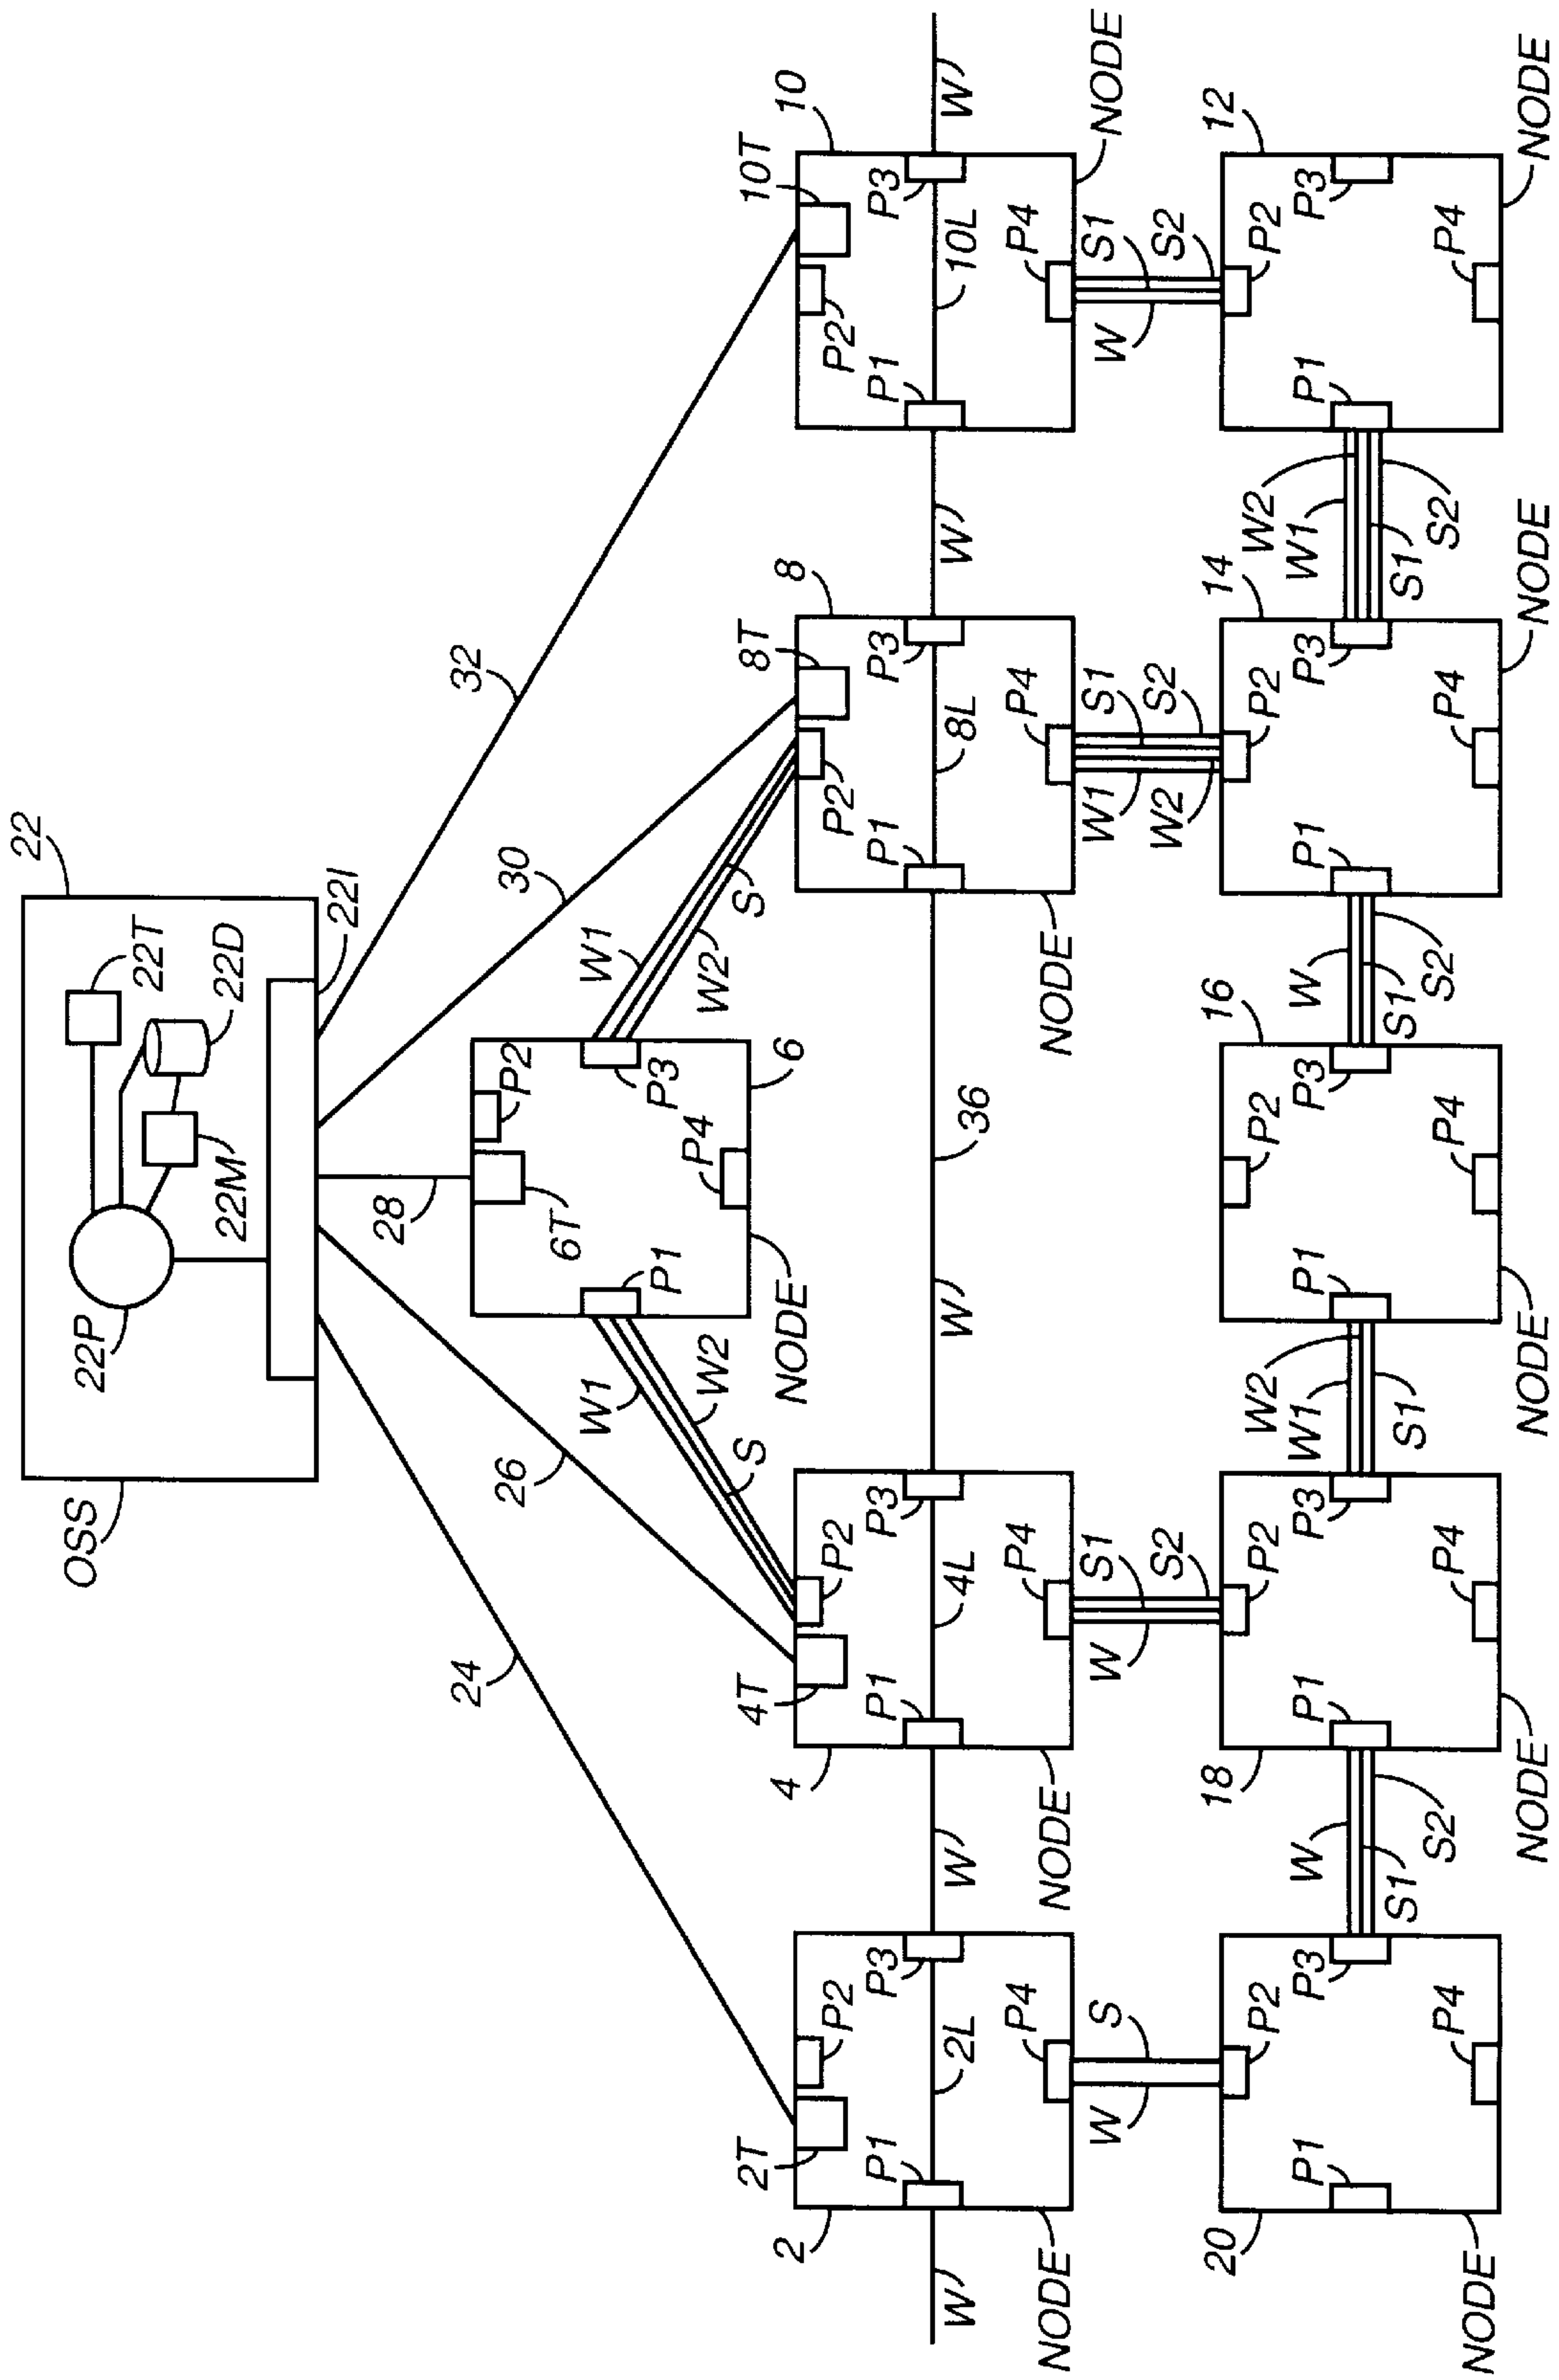 OSS
22
22P
22T
22M
22D
22I
24
26
28
30
32
6T
P2
W1
W1
P1
P3
S
W2
P4
W2
S
NODE
6
2
2T
P2
4
4T
P2
P2
8T
8
P2
10T
10
P1
P3
P1
P3
P1
P3
P1
P3
W
2L
W
4L
W
36
8L
W
10L
W
P4
P4
P4
P4
NODE
NODE
NODE
NODE
W
S
W
S1
S2
W1
W2
S1
S2
W
S1
S2
20
P2
18
P2
P2
16
P2
14
P2
12
P1
P3
W
S1
S2
P1
P3
W1
W2
S1
P1
P3
W
S1
S2
P1
P3
W1
W2
S1
S2
P1
P3
P4
P4
P4
P4
P4
NODE
NODE
NODE
NODE
NODE